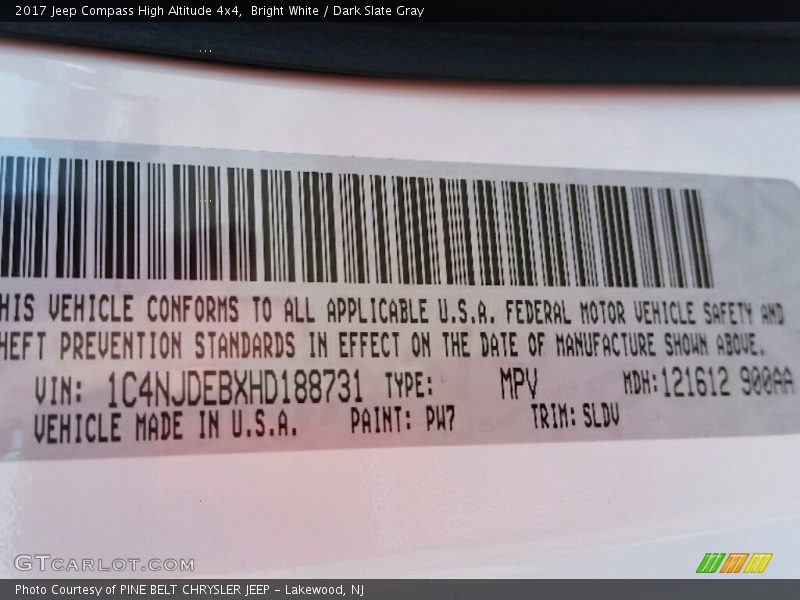 2017 Jeep Compass High Altitude 4x4,  Bright White / Dark Slate Gray
HIS VEHICLE CONFORMS TO ALL APPLICABLE U.S.A. FEDERAL MOTOR VEHICLE SAFETY AND
HEFT PREVENTION STANDARDS IN EFFECT ON THE DATE OF MANUFACTURE SHOWN ABOVE.
VIN: 1C4NJDEBXHD188731 TYPE: MPV MDH:121612 900AA
VEHICLE MADE IN U.S.A. PAINT: PW7 TRIM: SLDV
GTCARLOT.COM
Photo Courtesy of PINE BELT CHRYSLER JEEP – Lakewood, NJ